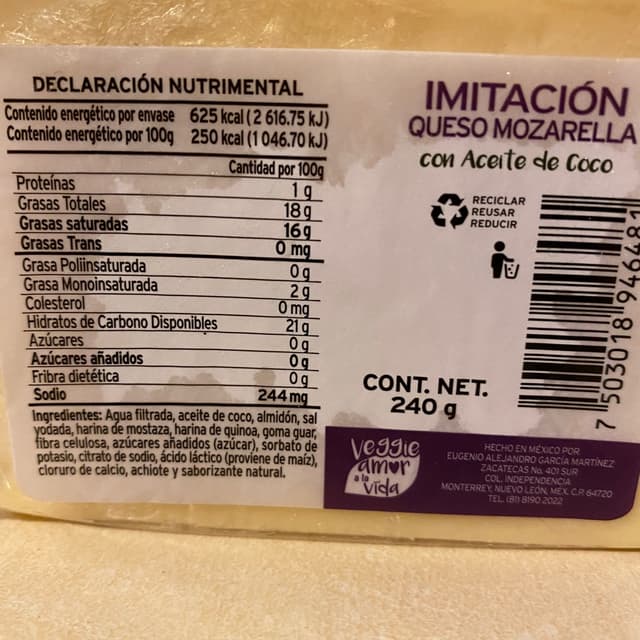 DECLARACIÓN NUTRIMENTAL
Contenido energético por envase 625 kcal (2 616.75 kJ)
Contenido energético por 100g 250 kcal (1 046.70 kJ)
Cantidad por 100g
Proteínas 1 g
Grasas Totales 18 g
Grasas saturadas 16 g
Grasas Trans 0 mg
Grasa Poliinsaturada 0 g
Grasa Monoinsaturada 2 g
Colesterol 0 mg
Hidratos de Carbono Disponibles 21 g
Azúcares 0 g
Azúcares añadidos 0 g
Fribra dietética 0 g
Sodio 244 mg
Ingredientes: Agua filtrada, aceite de coco, almidón, sal
yodada, harina de mostaza, harina de quinoa, goma guar,
fibra celulosa, azúcares añadidos (azúcar), sorbato de
potasio, citrato de sodio, ácido láctico (proviene de maíz),
cloruro de calcio, achiote y saborizante natural.
IMITACIÓN
QUESO MOZARELLA
con Aceite de Coco
RECICLAR
REUSAR
REDUCIR
7 503018 946481
CONT. NET.
240 g
Veggie
amor
a la
vida
HECHO EN MÉXICO POR
EUGENIO ALEJANDRO GARCÍA MARTÍNEZ
ZACATECAS No. 401 SUR
COL. INDEPENDENCIA
MONTERREY, NUEVO LEÓN, MEX. C.P. 64720
TEL. (81) 8190 2022